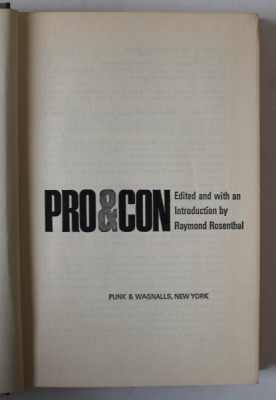 PRO&CON
Edited and with an
Introduction by
Raymond Rosenthal
FUNK & WAGNALLS, NEW YORK